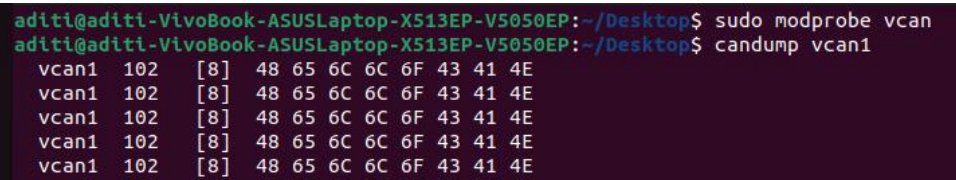 aditi@aditi-VivoBook-ASUSLaptop-X513EP-V5050EP:~/Desktop$ sudo modprobe vcan
aditi@aditi-VivoBook-ASUSLaptop-X513EP-V5050EP:~/Desktop$ candump vcan1
  vcan1  102   [8]  48 65 6C 6C 6F 43 41 4E
  vcan1  102   [8]  48 65 6C 6C 6F 43 41 4E
  vcan1  102   [8]  48 65 6C 6C 6F 43 41 4E
  vcan1  102   [8]  48 65 6C 6C 6F 43 41 4E
  vcan1  102   [8]  48 65 6C 6C 6F 43 41 4E